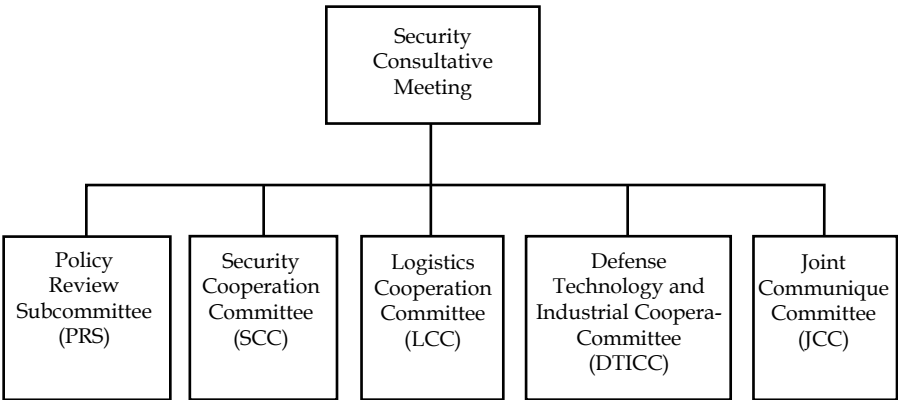 Security
Consultative
Meeting
Policy
Review
Subcommittee
(PRS)
Security
Cooperation
Committee
(SCC)
Logistics
Cooperation
Committee
(LCC)
Defense
Technology and
Industrial Coopera-
Committee
(DTICC)
Joint
Communique
Committee
(JCC)